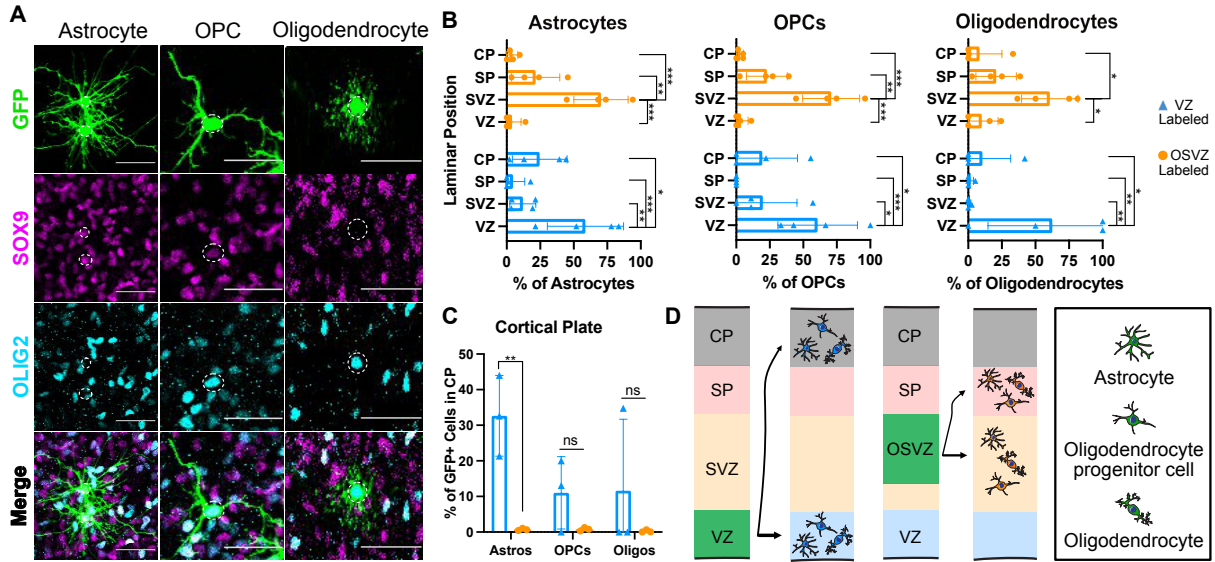 A
Astrocyte
OPC
Oligodendrocyte
GFP
SOX9
OLIG2
Merge
B
Astrocytes
OPCs
Oligodendrocytes
Laminar Position
CP
SP
SVZ
VZ
CP
SP
SVZ
VZ
0 25 50 75 100
% of Astrocytes
***
**
***
*
***
**
CP
SP
SVZ
VZ
CP
SP
SVZ
VZ
0 25 50 75 100
% of OPCs
***
**
***
*
***
*
CP
SP
SVZ
VZ
CP
SP
SVZ
VZ
0 25 50 75 100
% of Oligodendrocytes
*
*
*
**
**
VZ
Labeled
OSVZ
Labeled
C
Cortical Plate
% of GFP+ Cells in CP
50
40
30
20
10
0
**
ns
ns
Astros
OPCs
Oligos
D
CP
SP
SVZ
VZ
CP
SP
OSVZ
VZ
Astrocyte
Oligodendrocyte
progenitor cell
Oligodendrocyte